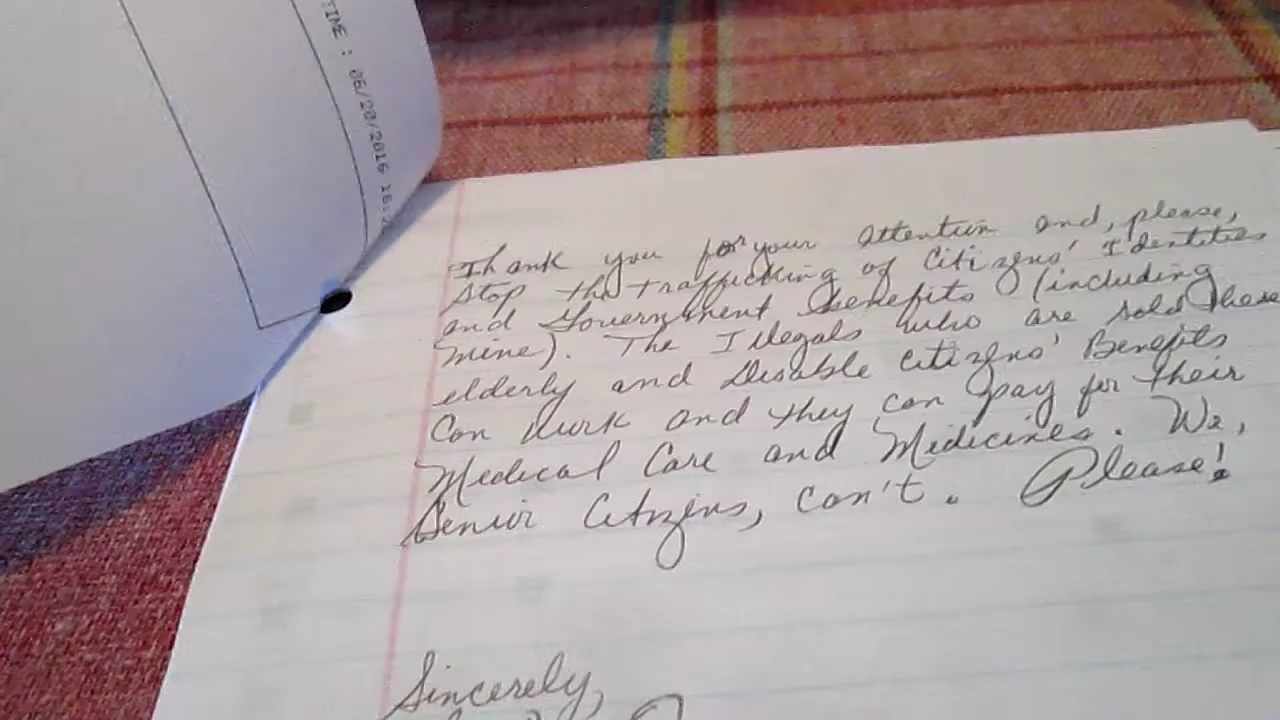 TIME : 06/20/2016 16:2
Thank you for your attention and, please,
stop the trafficking of Citizens' Identities
and Government benefits (including
mine). The Illegals who are sold these
elderly and Disable citizens' Benefits
Can work and they can pay for their
Medical Care and Medicines. We,
Senior Citizens, can't. Please!
Sincerely,